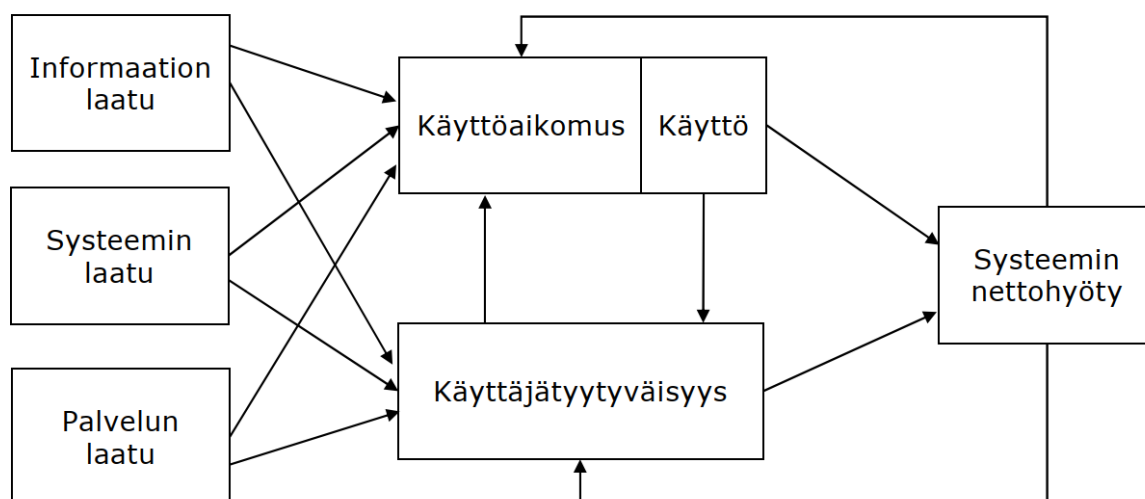 Informaation
laatu
Käyttöaikomus
Käyttö
Systeemin
laatu
Systeemin
nettohyöty
Käyttäjätyytyväisyys
Palvelun
laatu